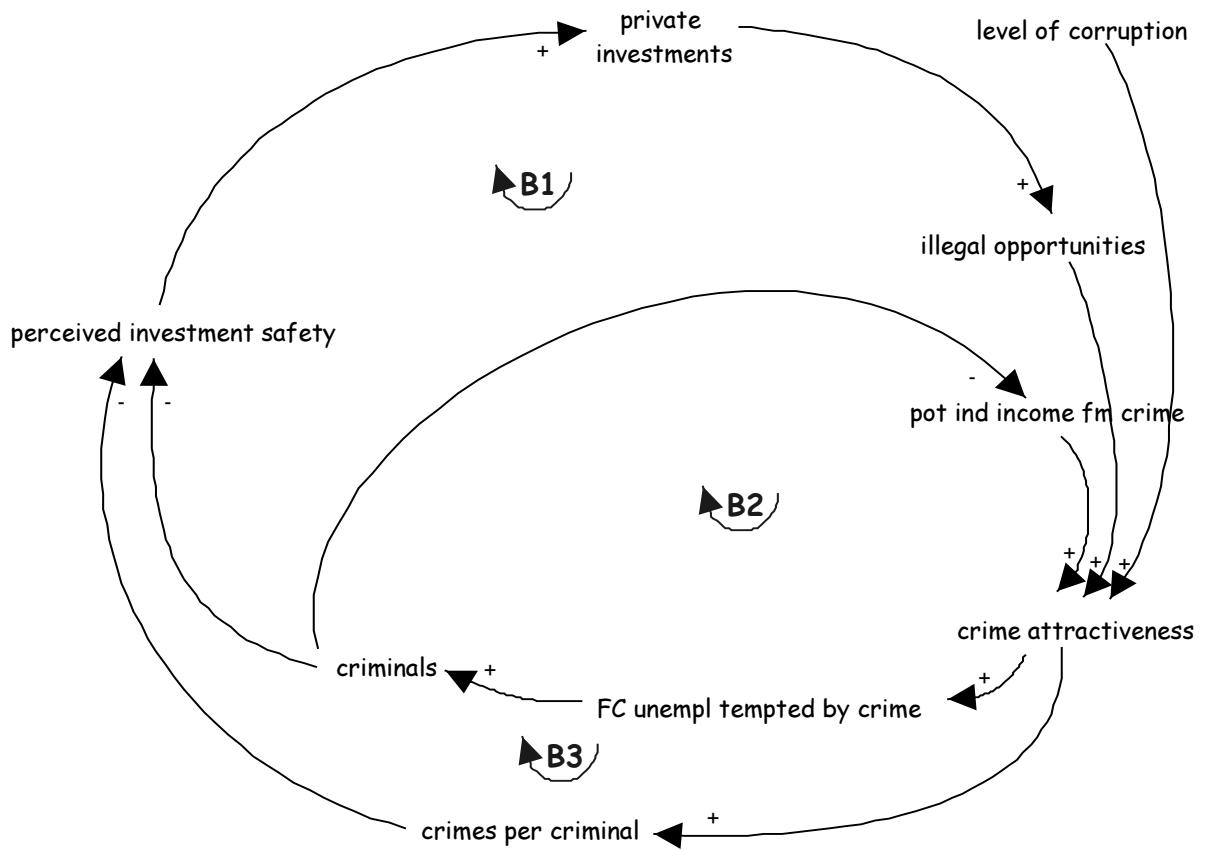 private
investments
level of corruption
+
B1
+
illegal opportunities
perceived investment safety
-
-
-
pot ind income fm crime
B2
+
+
+
crime attractiveness
criminals
+
+
FC unempl tempted by crime
B3
+
crimes per criminal